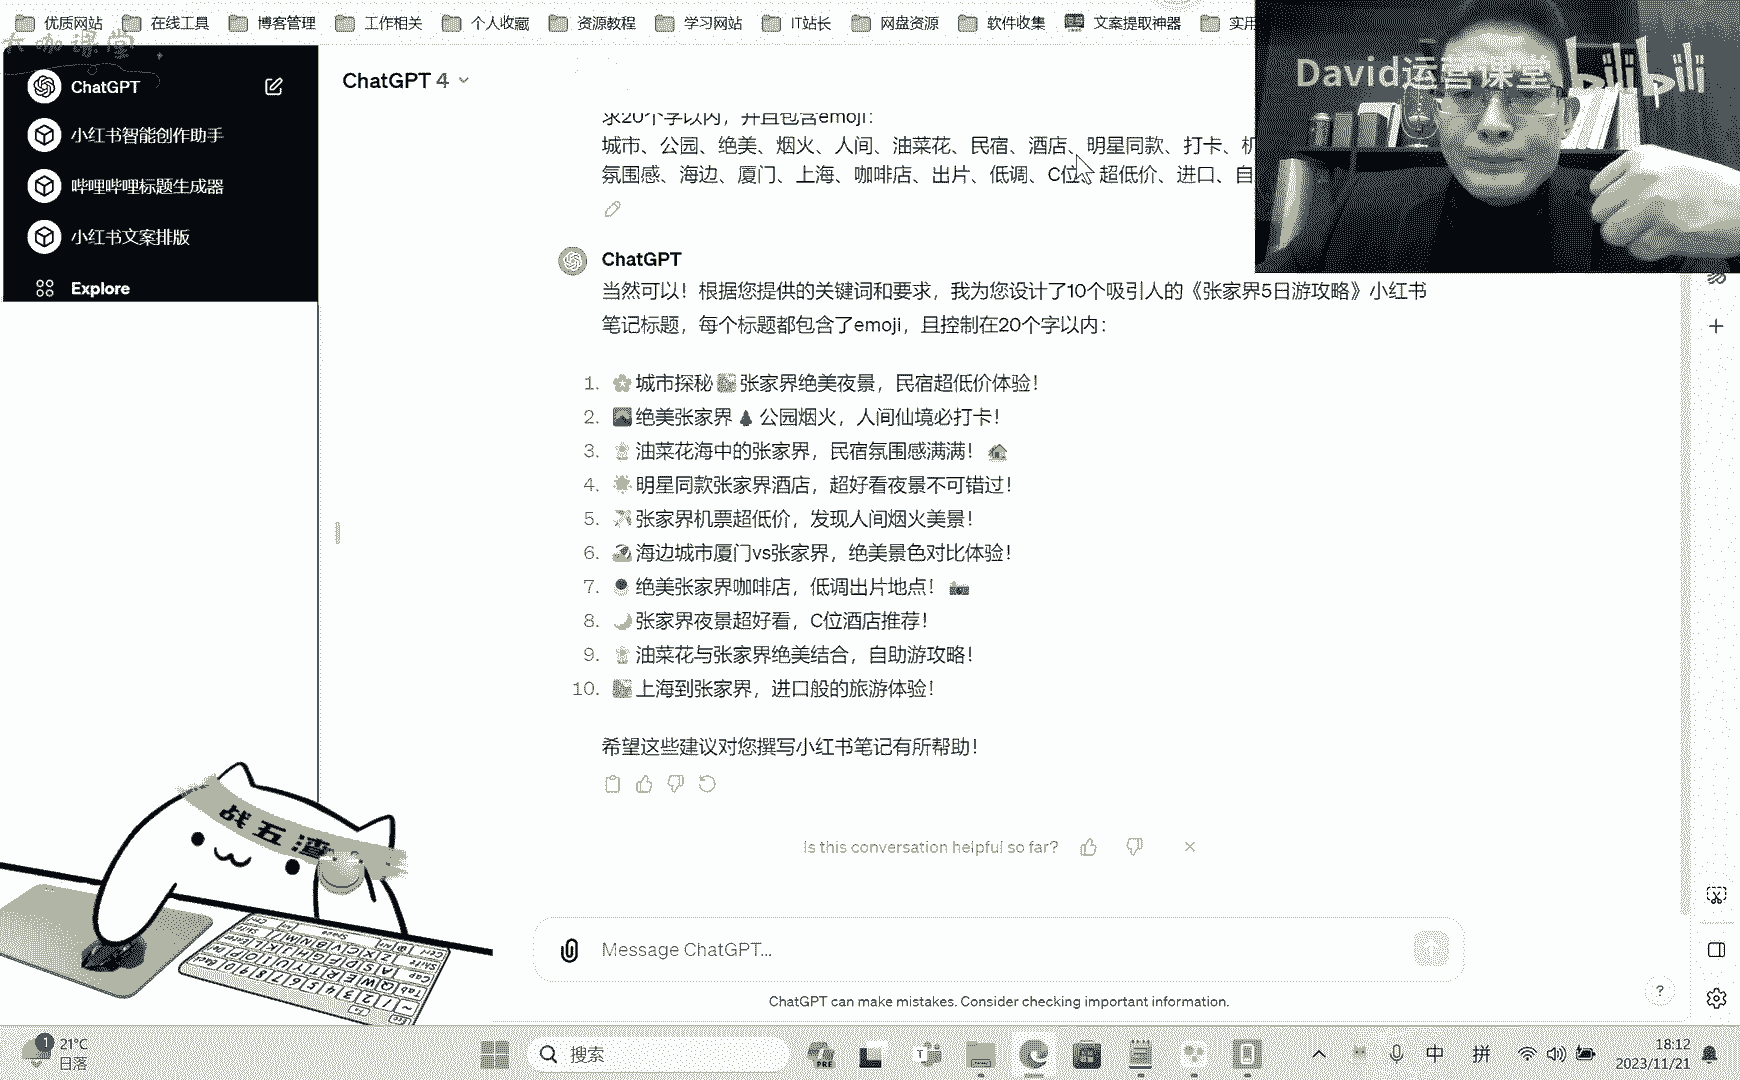 优质网站 在线工具 博客管理 工作相关 个人收藏 资源教程 学习网站 IT站长 网盘资源 软件收集 文案提取神器 实用
大咖课堂
David运营课堂 bilibili
ChatGPT
小红书智能创作助手
哔哩哔哩标题生成器
小红书文案排版
Explore
ChatGPT 4
求20个字以内，并且包含emoji：
城市、公园、绝美、烟火、人间、油菜花、民宿、酒店、明星同款、打卡、机
氛围感、海边、厦门、上海、咖啡店、出片、低调、C位、超低价、进口、自
ChatGPT
当然可以！根据您提供的关键词和要求，我为您设计了10个吸引人的《张家界5日游攻略》小红书
笔记标题，每个标题都包含了emoji，且控制在20个字以内：
1. 🌸城市探秘🏙️张家界绝美夜景，民宿超低价体验！
2. 🌄绝美张家界🌲公园烟火，人间仙境必打卡！
3. 油菜花海中的张家界，民宿氛围感满满！🏠
4. 🌟明星同款张家界酒店，超好看夜景不可错过！
5. 张家界机票超低价，发现人间烟火美景！
6. 海边城市厦门vs张家界，绝美景色对比体验！
7. 绝美张家界咖啡店，低调出片地点！📷
8. 🌙张家界夜景超好看，C位酒店推荐！
9. 油菜花与张家界绝美结合，自助游攻略！
10. 🏙️上海到张家界，进口般的旅游体验！
希望这些建议对您撰写小红书笔记有所帮助！
Is this conversation helpful so far?
Message ChatGPT...
ChatGPT can make mistakes. Consider checking important information.
?
战五渣
1
21°C
日落
搜索
PRE
中 拼
18:12
2023/11/21